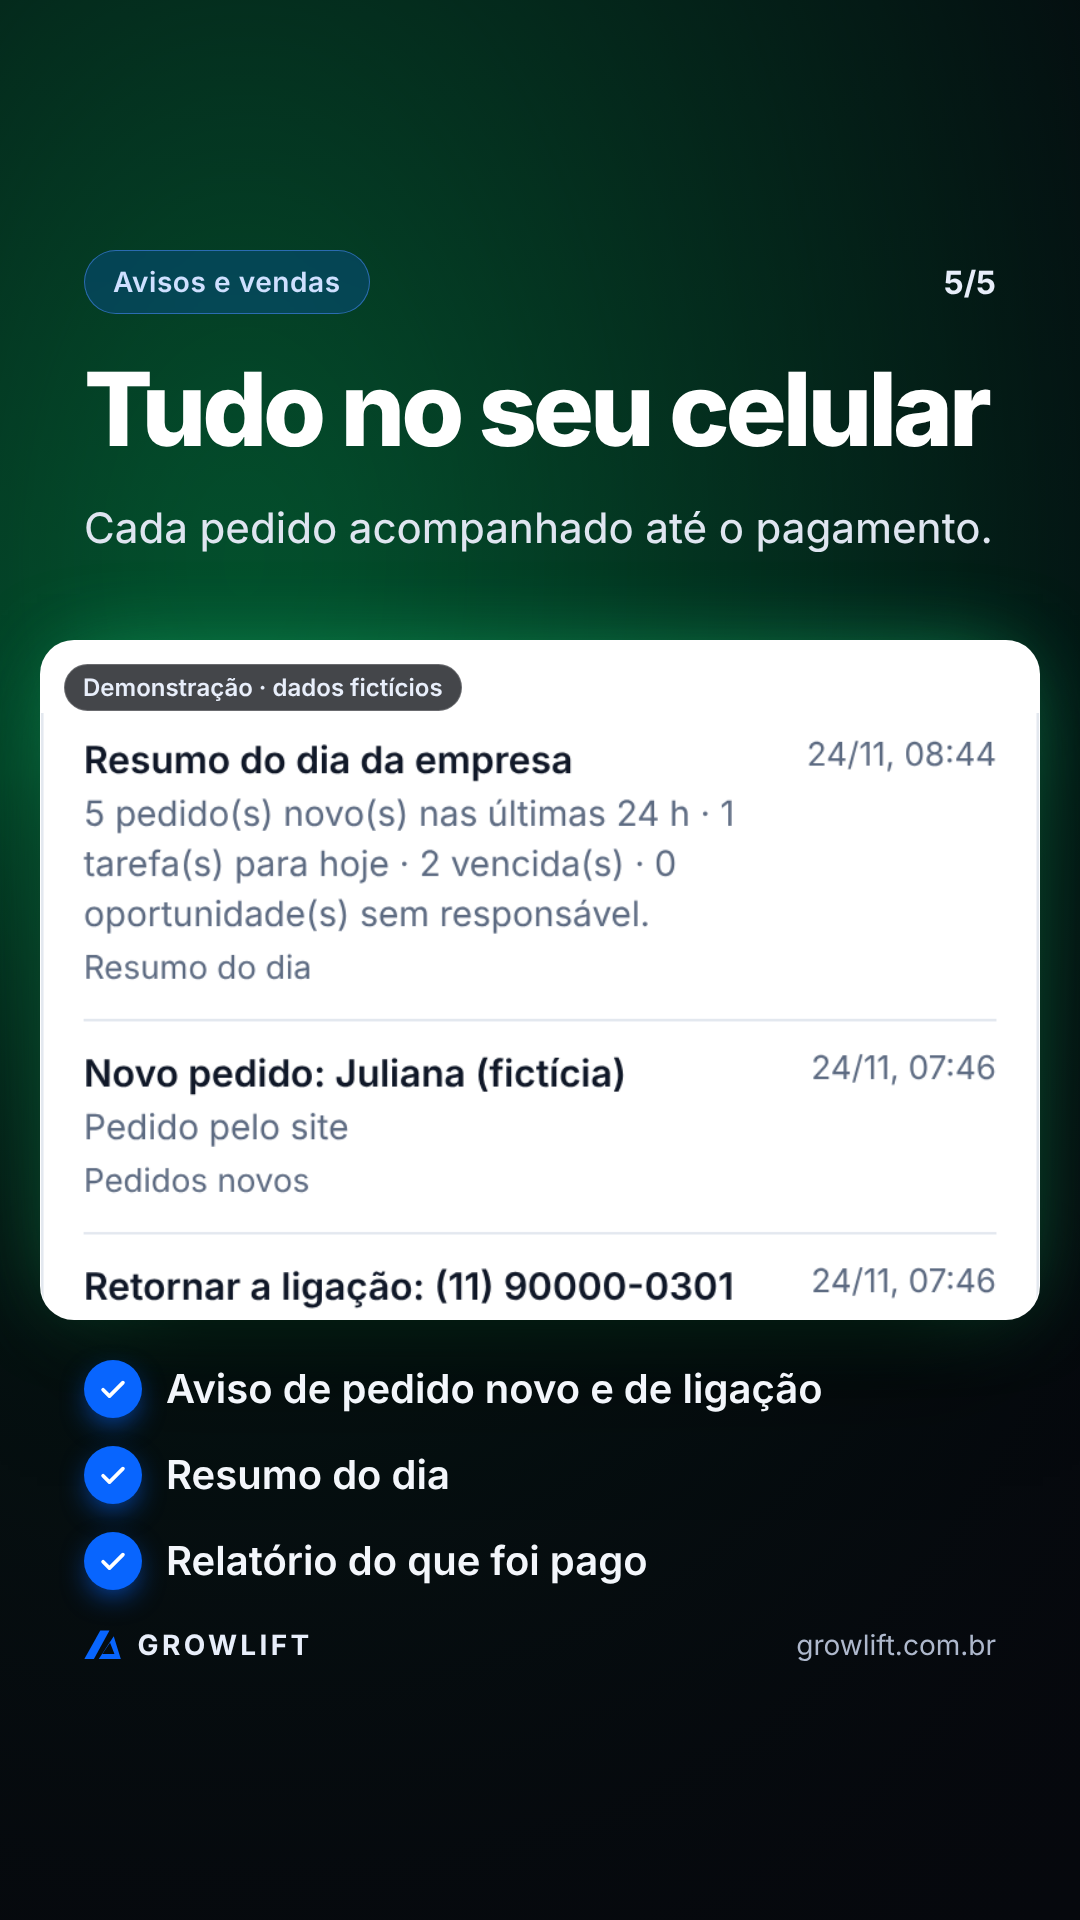 Avisos e vendas
5/5
Tudo no seu celular
Cada pedido acompanhado até o pagamento.
Demonstração · dados fictícios
Resumo do dia da empresa
24/11, 08:44
5 pedido(s) novo(s) nas últimas 24 h · 1
tarefa(s) para hoje · 2 vencida(s) · 0
oportunidade(s) sem responsável.
Resumo do dia
Novo pedido: Juliana (fictícia)
24/11, 07:46
Pedido pelo site
Pedidos novos
Retornar a ligação: (11) 90000-0301
24/11, 07:46
Aviso de pedido novo e de ligação
Resumo do dia
Relatório do que foi pago
GROWLIFT
growlift.com.br